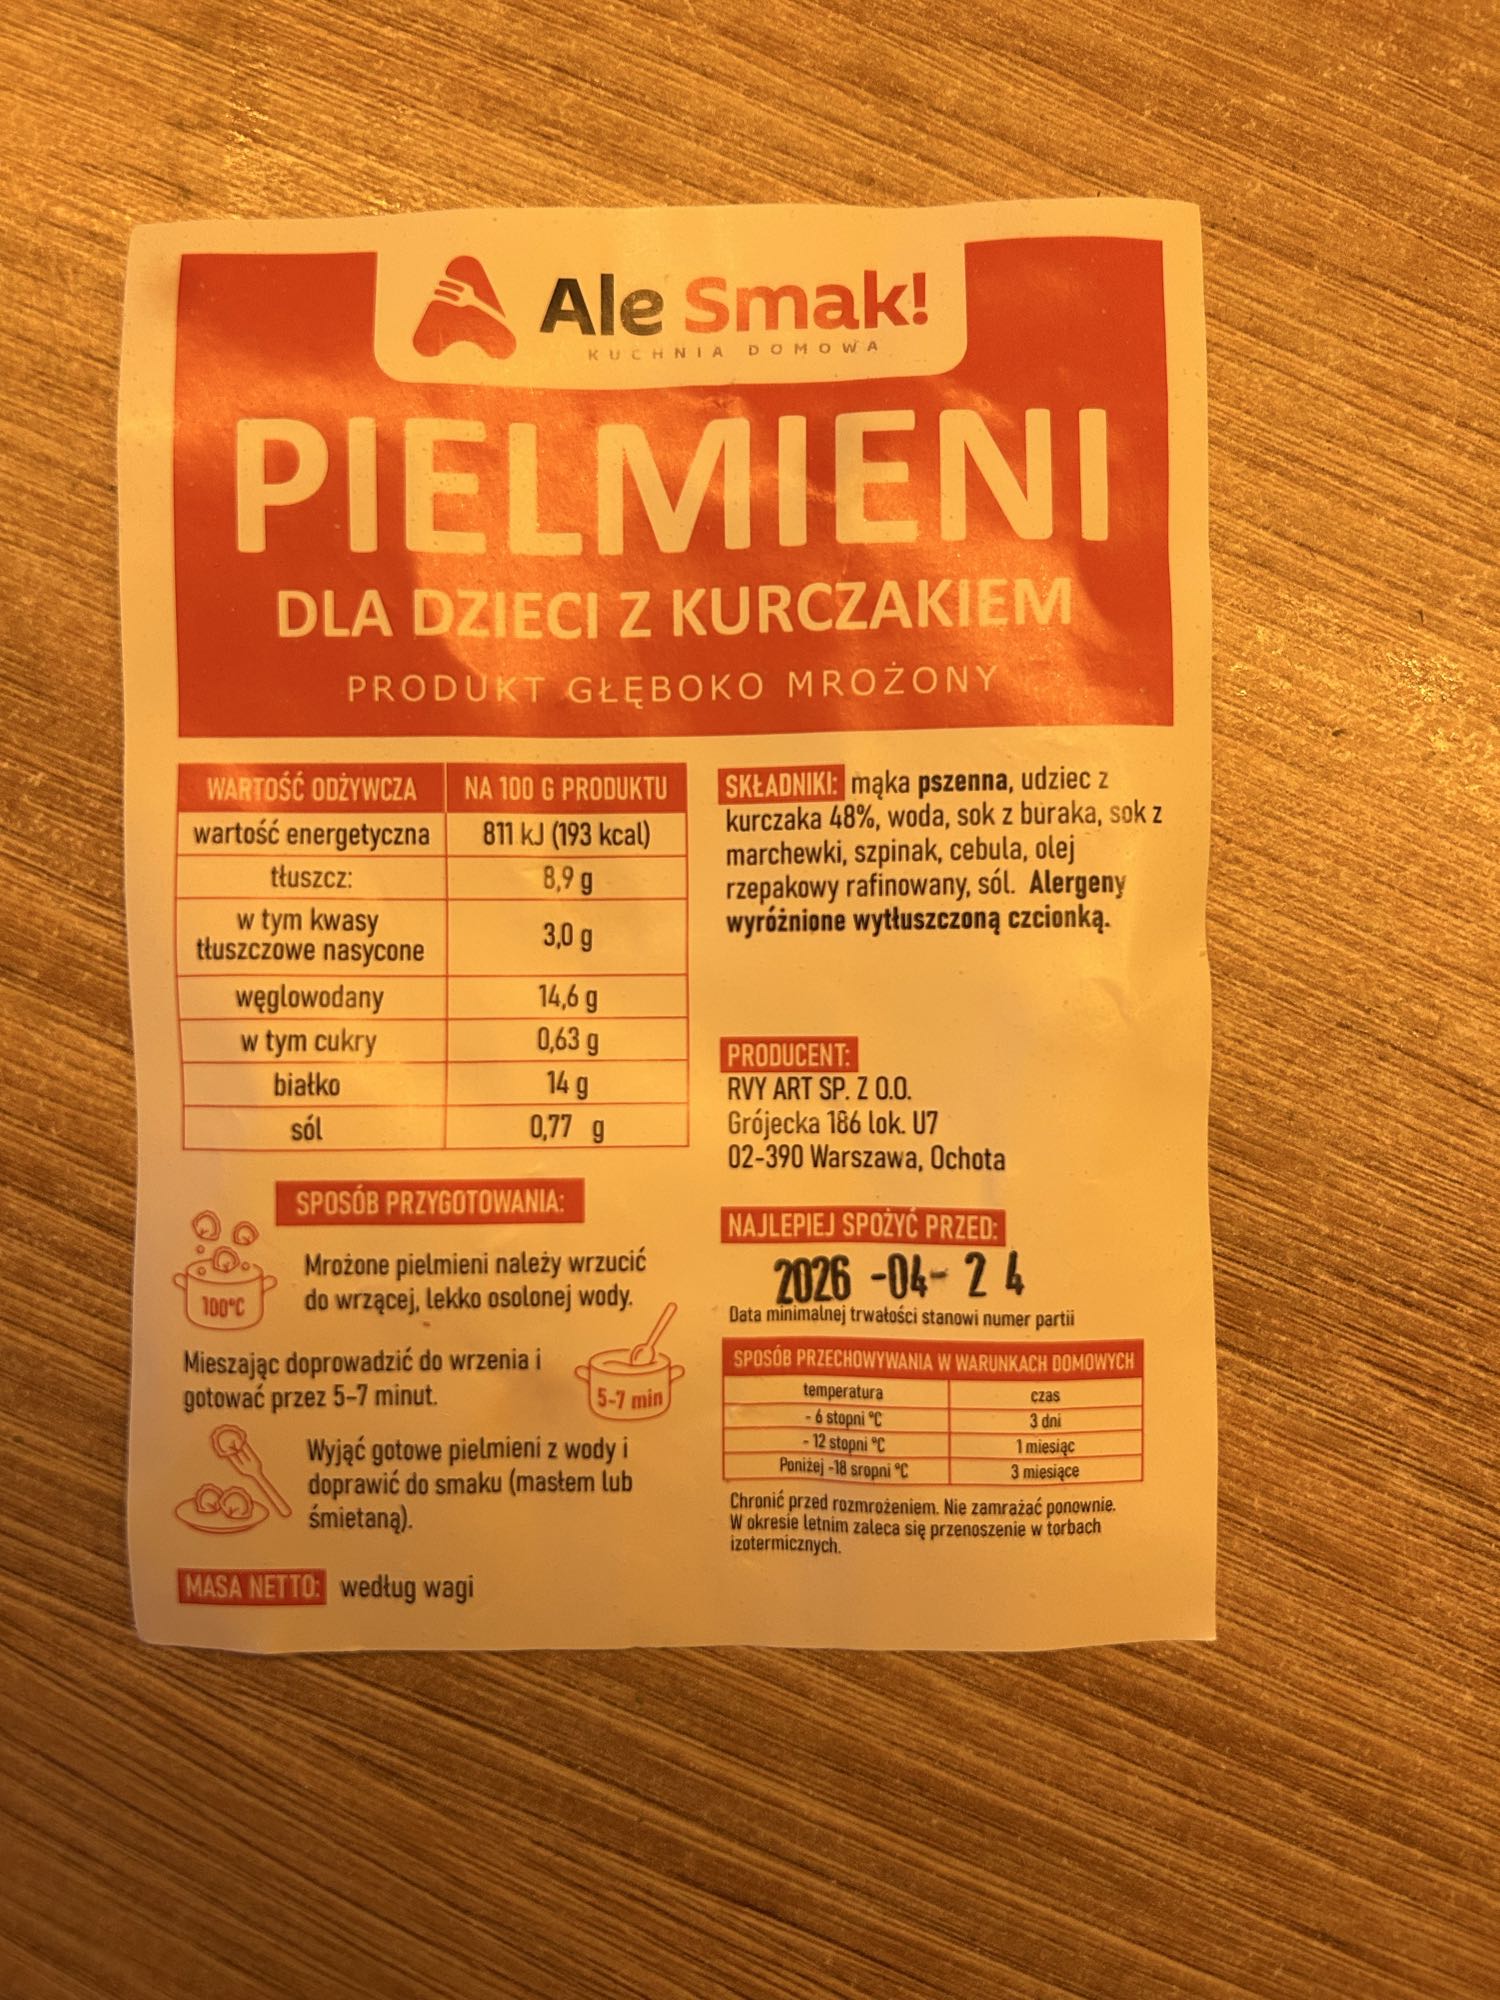 Ale Smak!
KUCHNIA DOMOWA
PIELMIENI
DLA DZIECI Z KURCZAKIEM
PRODUKT GŁĘBOKO MROŻONY
WARTOŚĆ ODŻYWCZA NA 100 G PRODUKTU
wartość energetyczna 811 kJ (193 kcal)
tłuszcz: 8,9 g
w tym kwasy
tłuszczowe nasycone 3,0 g
węglowodany 14,6 g
w tym cukry 0,63 g
białko 14 g
sól 0,77 g
SPOSÓB PRZYGOTOWANIA:
100°C
Mrożone pielmieni należy wrzucić
do wrzącej, lekko osolonej wody.
Mieszając doprowadzić do wrzenia i
gotować przez 5-7 minut.
5-7 min
Wyjąć gotowe pielmieni z wody i
doprawić do smaku (masłem lub
śmietaną).
MASA NETTO: według wagi
SKŁADNIKI: mąka pszenna, udziec z
kurczaka 48%, woda, sok z buraka, sok z
marchewki, szpinak, cebula, olej
rzepakowy rafinowany, sól. Alergeny
wyróżnione wytłuszczoną czcionką.
PRODUCENT:
RVY ART SP. Z O.O.
Grójecka 186 lok. U7
02-390 Warszawa, Ochota
NAJLEPIEJ SPOŻYĆ PRZED:
2026 -04- 2 4
Data minimalnej trwałości stanowi numer partii
SPOSÓB PRZECHOWYWANIA W WARUNKACH DOMOWYCH
temperatura czas
- 6 stopni °C 3 dni
- 12 stopni °C 1 miesiąc
Poniżej -18 sropni °C 3 miesiące
Chronić przed rozmrożeniem. Nie zamrażać ponownie.
W okresie letnim zaleca się przenoszenie w torbach
izotermicznych.